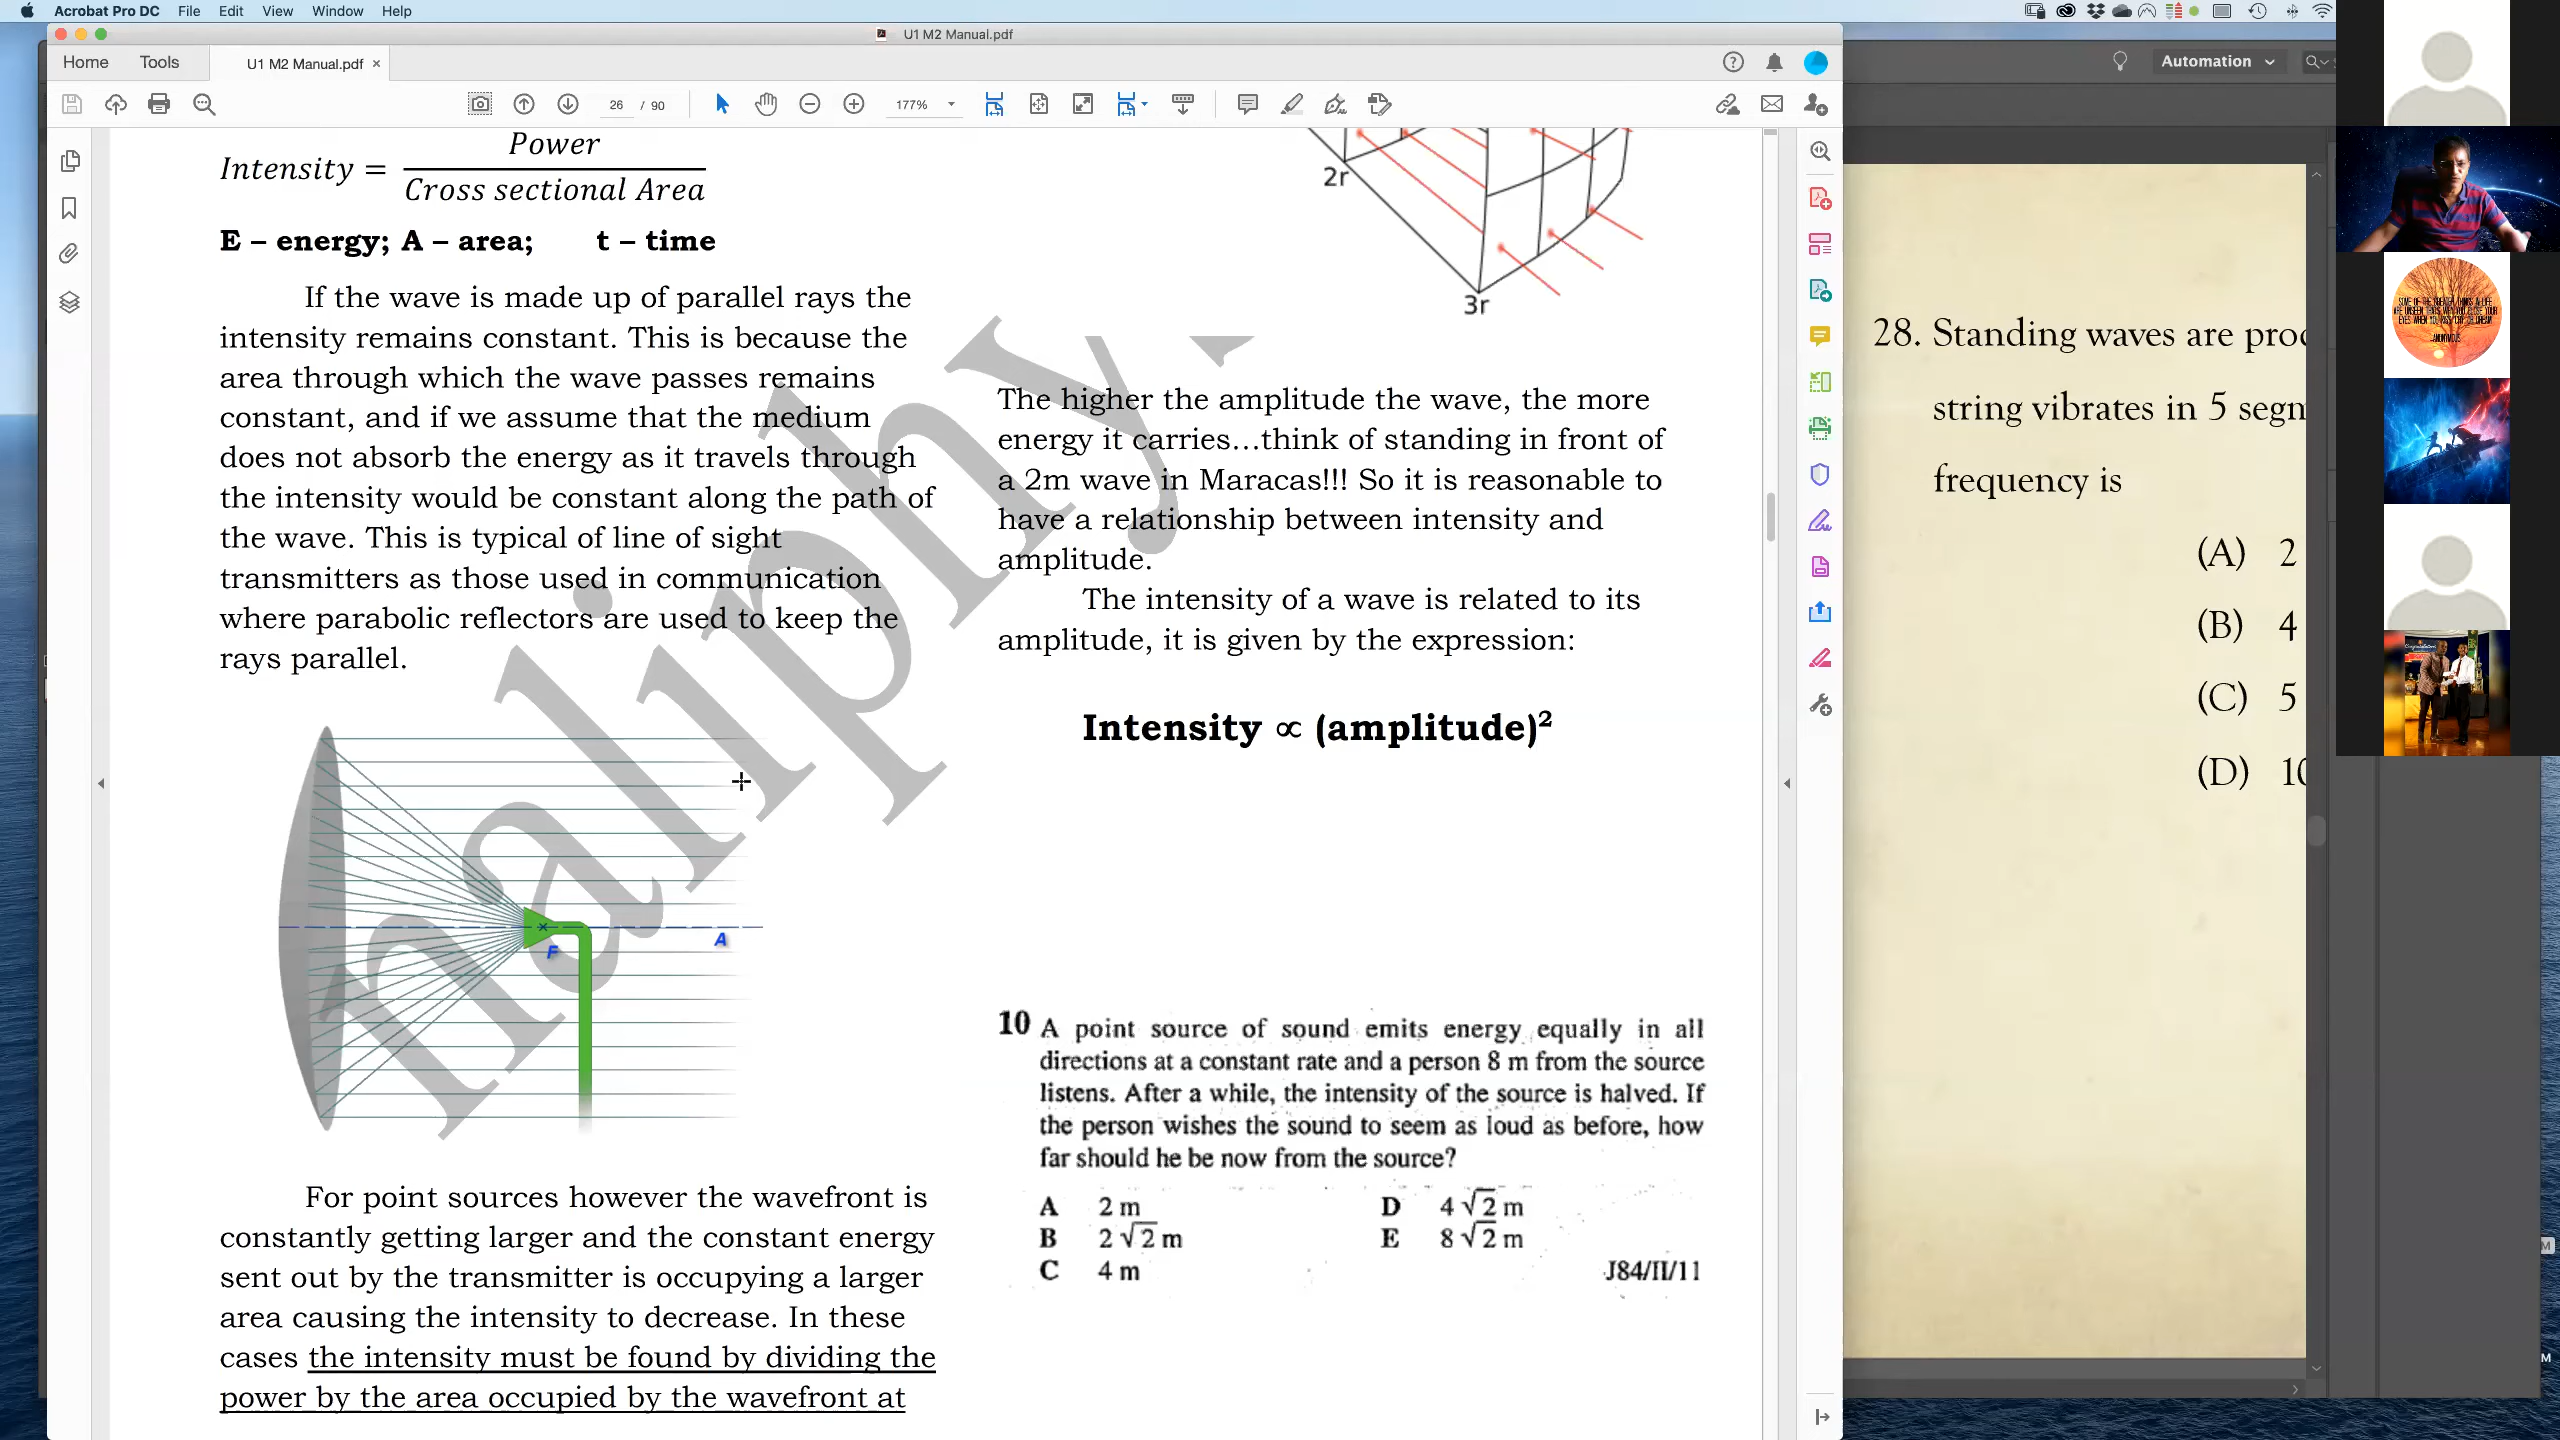 Acrobat Pro DC File Edit View Window Help
U1 M2 Manual.pdf
Home Tools U1 M2 Manual.pdf ×
26 / 90 177%
Automation
Intensity = Power / Cross sectional Area
E – energy; A – area; t – time
If the wave is made up of parallel rays the
intensity remains constant. This is because the
area through which the wave passes remains
constant, and if we assume that the medium
does not absorb the energy as it travels through
the intensity would be constant along the path of
the wave. This is typical of line of sight
transmitters as those used in communication
where parabolic reflectors are used to keep the
rays parallel.
F
A
For point sources however the wavefront is
constantly getting larger and the constant energy
sent out by the transmitter is occupying a larger
area causing the intensity to decrease. In these
cases the intensity must be found by dividing the
power by the area occupied by the wavefront at
2r
3r
The higher the amplitude the wave, the more
energy it carries...think of standing in front of
a 2m wave in Maracas!!! So it is reasonable to
have a relationship between intensity and
amplitude.
The intensity of a wave is related to its
amplitude, it is given by the expression:
Intensity ∝ (amplitude)²
10 A point source of sound emits energy equally in all
directions at a constant rate and a person 8 m from the source
listens. After a while, the intensity of the source is halved. If
the person wishes the sound to seem as loud as before, how
far should he be now from the source?
A 2 m
B 2 √2 m
C 4 m
D 4 √2 m
E 8 √2 m
J84/II/11
28. Standing waves are
string vibrates in 5
frequency is
(A) 2
(B) 4
(C) 5
(D) 10